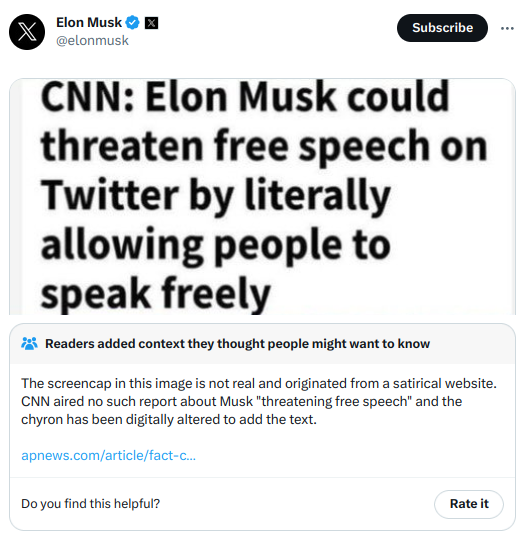 Elon Musk
@elonmusk
Subscribe
CNN: Elon Musk could
threaten free speech on
Twitter by literally
allowing people to
speak freely
Readers added context they thought people might want to know
The screencap in this image is not real and originated from a satirical website.
CNN aired no such report about Musk "threatening free speech" and the
chyron has been digitally altered to add the text.
apnews.com/article/fact-c...
Do you find this helpful?
Rate it